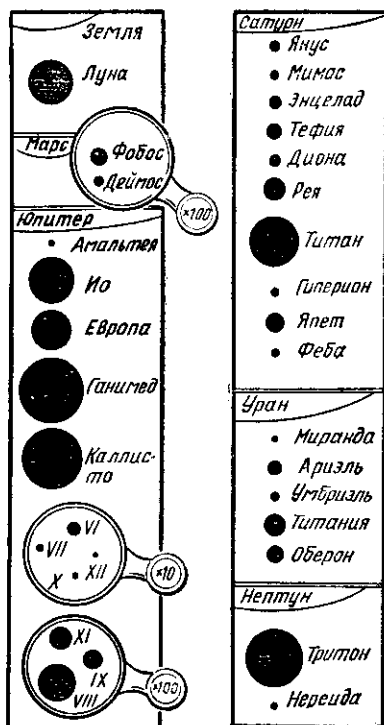 Земля
Луна
Марс
Фобос
Деймос
×100
Юпитер
Амальтея
Ио
Европа
Ганимед
Каллис-
то
VI
VII
XII
X
×10
XI
IX
VIII
×100
Сатурн
Янус
Мимас
Энцелад
Тефия
Диона
Рея
Титан
Гиперион
Япет
Феба
Уран
Миранда
Ариэль
Умбриэль
Титания
Оберон
Нептун
Тритон
Нереида